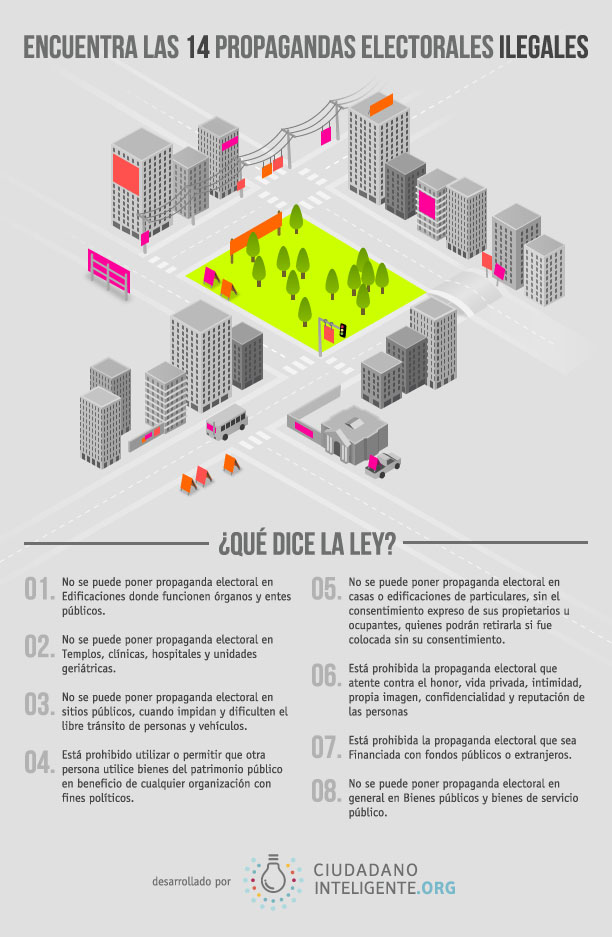 ENCUENTRA LAS 14 PROPAGANDAS ELECTORALES ILEGALES
¿QUÉ DICE LA LEY?
01. No se puede poner propaganda electoral en
Edificaciones donde funcionen órganos y entes
públicos.
02. No se puede poner propaganda electoral en
Templos, clínicas, hospitales y unidades
geriátricas.
03. No se puede poner propaganda electoral en
sitios públicos, cuando impidan y dificulten el
libre tránsito de personas y vehiculos.
04. Está prohibido utilizar o permitir que otra
persona utilice bienes del patrimonio público
en beneficio de cualquier organización con
fines políticos.
05. No se puede poner propaganda electoral en
casas o edificaciones de particulares, sin el
consentimiento expreso de sus propietarios u
ocupantes, quienes podrán retirarla si fue
colocada sin su consentimiento.
06. Está prohibida la propaganda electoral que
atente contra el honor, vida privada, intimidad,
propia imagen, confidencialidad y reputación de
las personas
07. Está prohibida la propaganda electoral que sea
Financiada con fondos públicos o extranjeros.
08. No se puede poner propaganda electoral en
general en Bienes públicos y bienes de servicio
público.
desarrollado por
CIUDADANO
INTELIGENTE.ORG